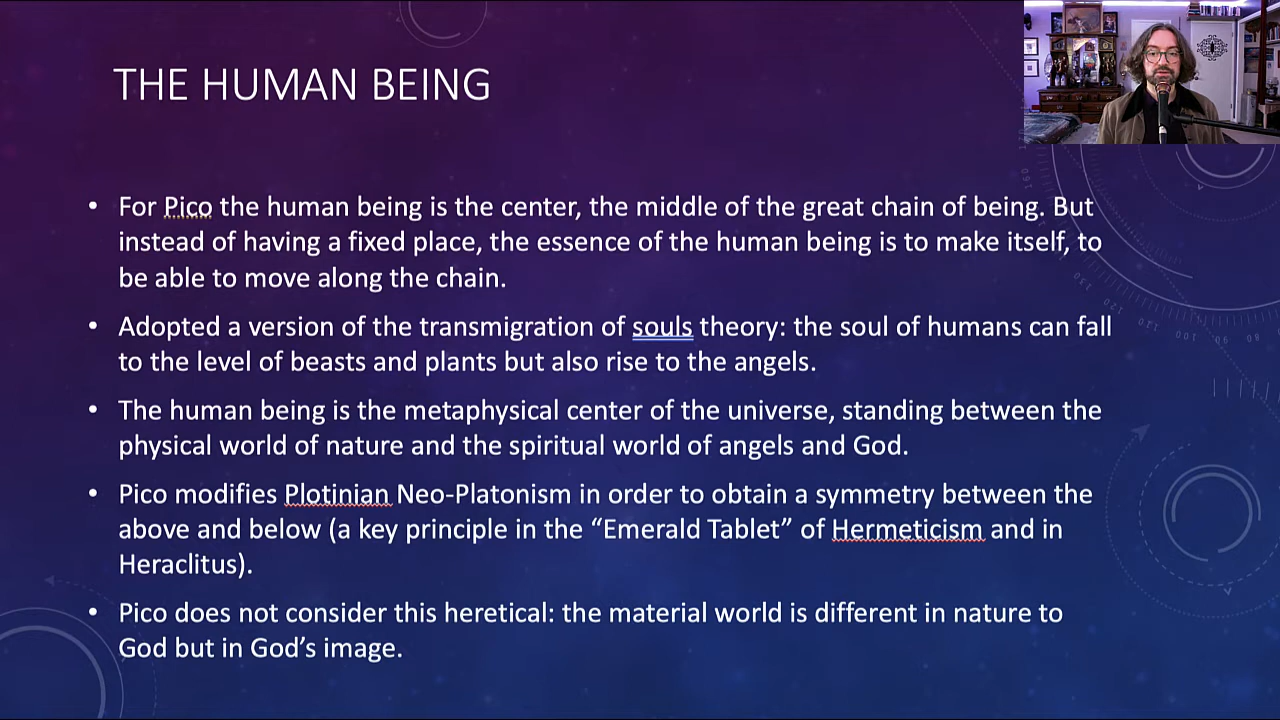 THE HUMAN BEING
• For Pico the human being is the center, the middle of the great chain of being. But
instead of having a fixed place, the essence of the human being is to make itself, to
be able to move along the chain.
• Adopted a version of the transmigration of souls theory: the soul of humans can fall
to the level of beasts and plants but also rise to the angels.
• The human being is the metaphysical center of the universe, standing between the
physical world of nature and the spiritual world of angels and God.
• Pico modifies Plotinian Neo-Platonism in order to obtain a symmetry between the
above and below (a key principle in the “Emerald Tablet” of Hermeticism and in
Heraclitus).
• Pico does not consider this heretical: the material world is different in nature to
God but in God’s image.